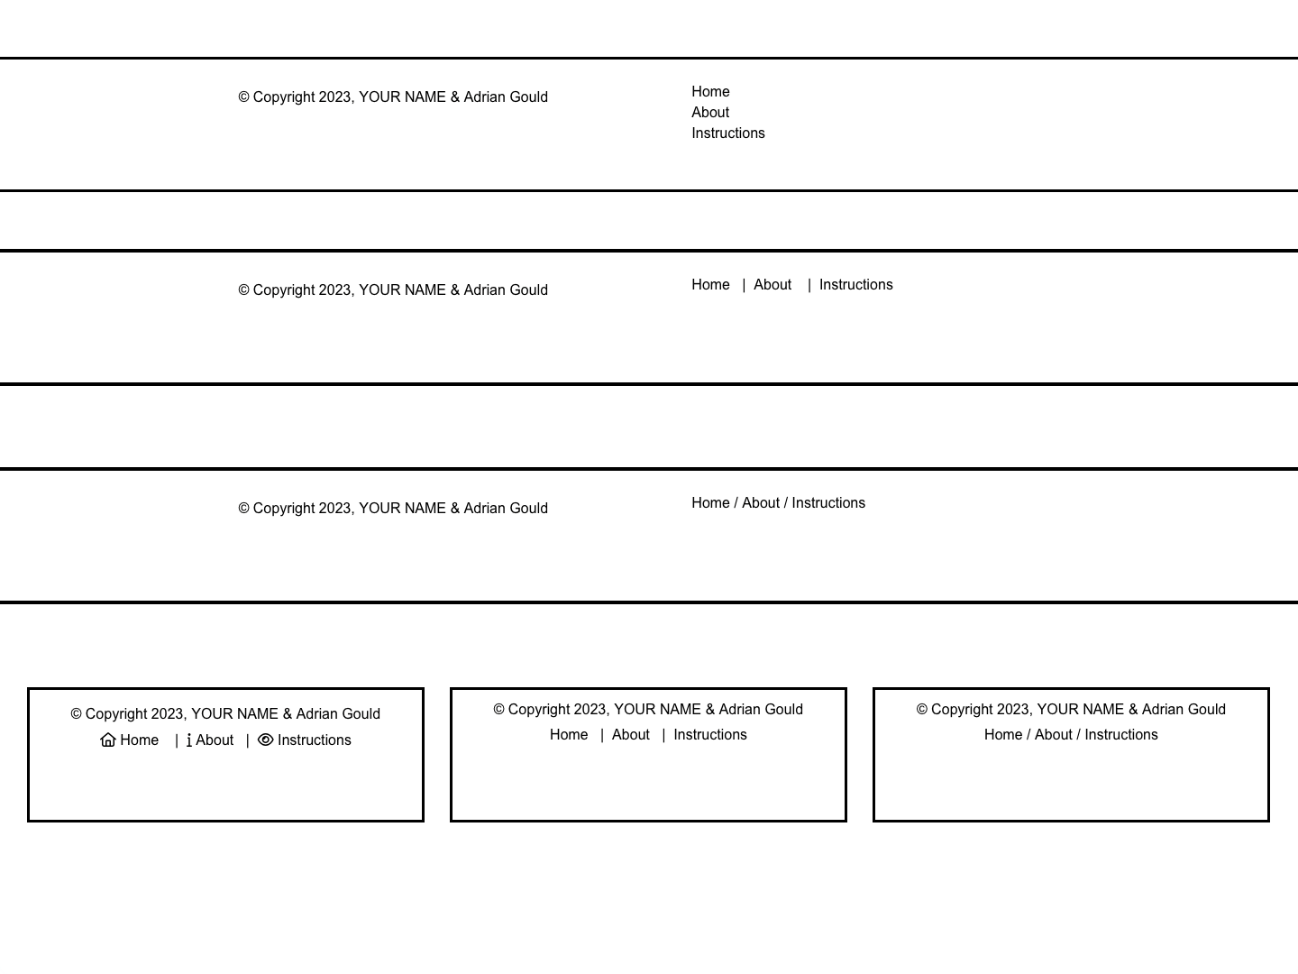 © Copyright 2023, YOUR NAME & Adrian Gould
Home
About
Instructions
© Copyright 2023, YOUR NAME & Adrian Gould
Home | About | Instructions
© Copyright 2023, YOUR NAME & Adrian Gould
Home / About / Instructions
© Copyright 2023, YOUR NAME & Adrian Gould
Home | About | Instructions
© Copyright 2023, YOUR NAME & Adrian Gould
Home | About | Instructions
© Copyright 2023, YOUR NAME & Adrian Gould
Home / About / Instructions